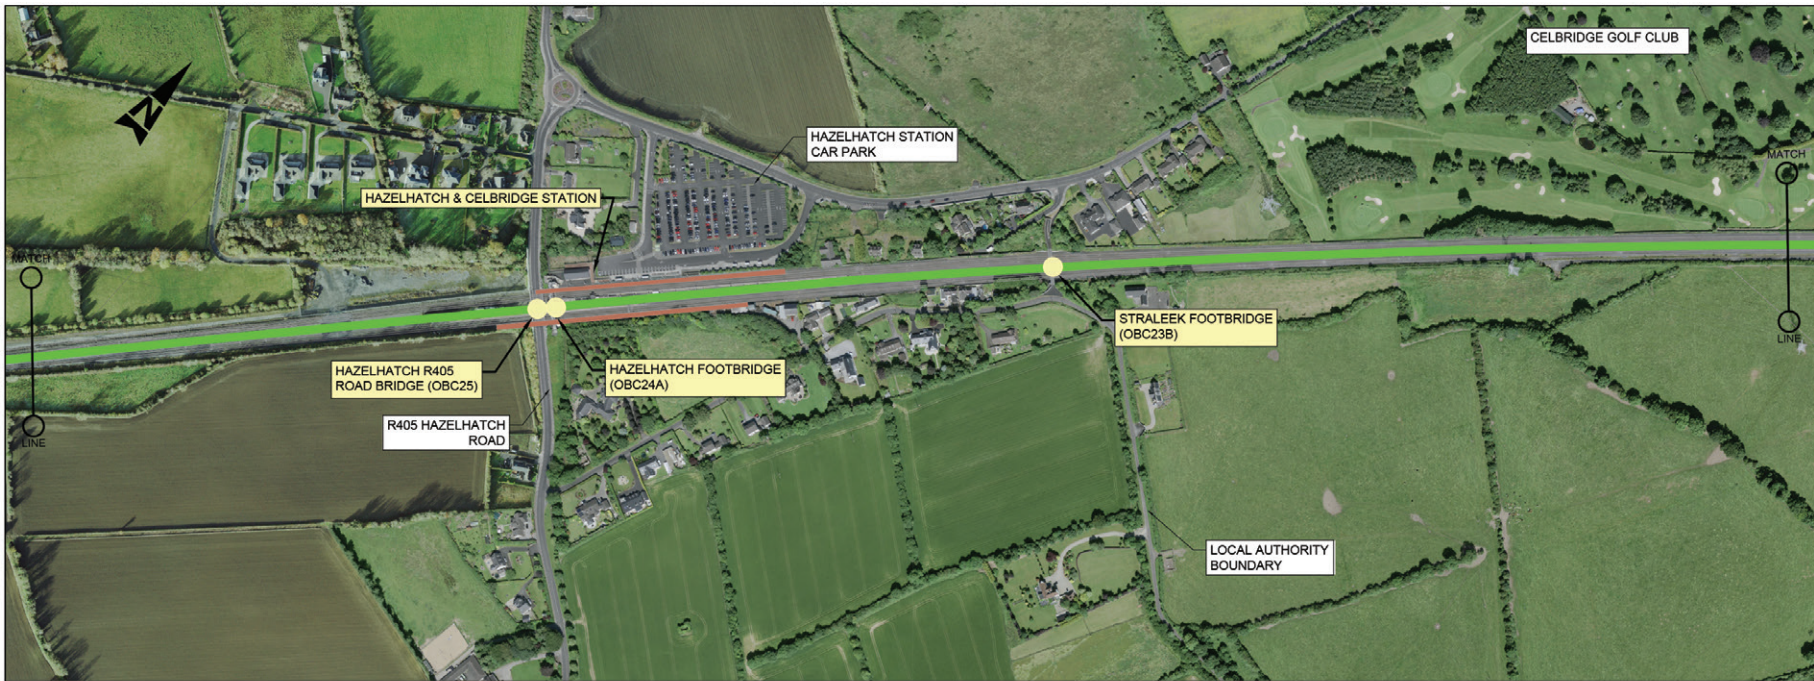 CELBRIDGE GOLF CLUB
N
HAZELHATCH STATION
CAR PARK
MATCH
HAZELHATCH & CELBRIDGE STATION
MATCH
STRALEEK FOOTBRIDGE
(OBC23B)
LINE
HAZELHATCH R405
ROAD BRIDGE (OBC25)
HAZELHATCH FOOTBRIDGE
(OBC24A)
R405 HAZELHATCH
ROAD
LINE
LOCAL AUTHORITY
BOUNDARY